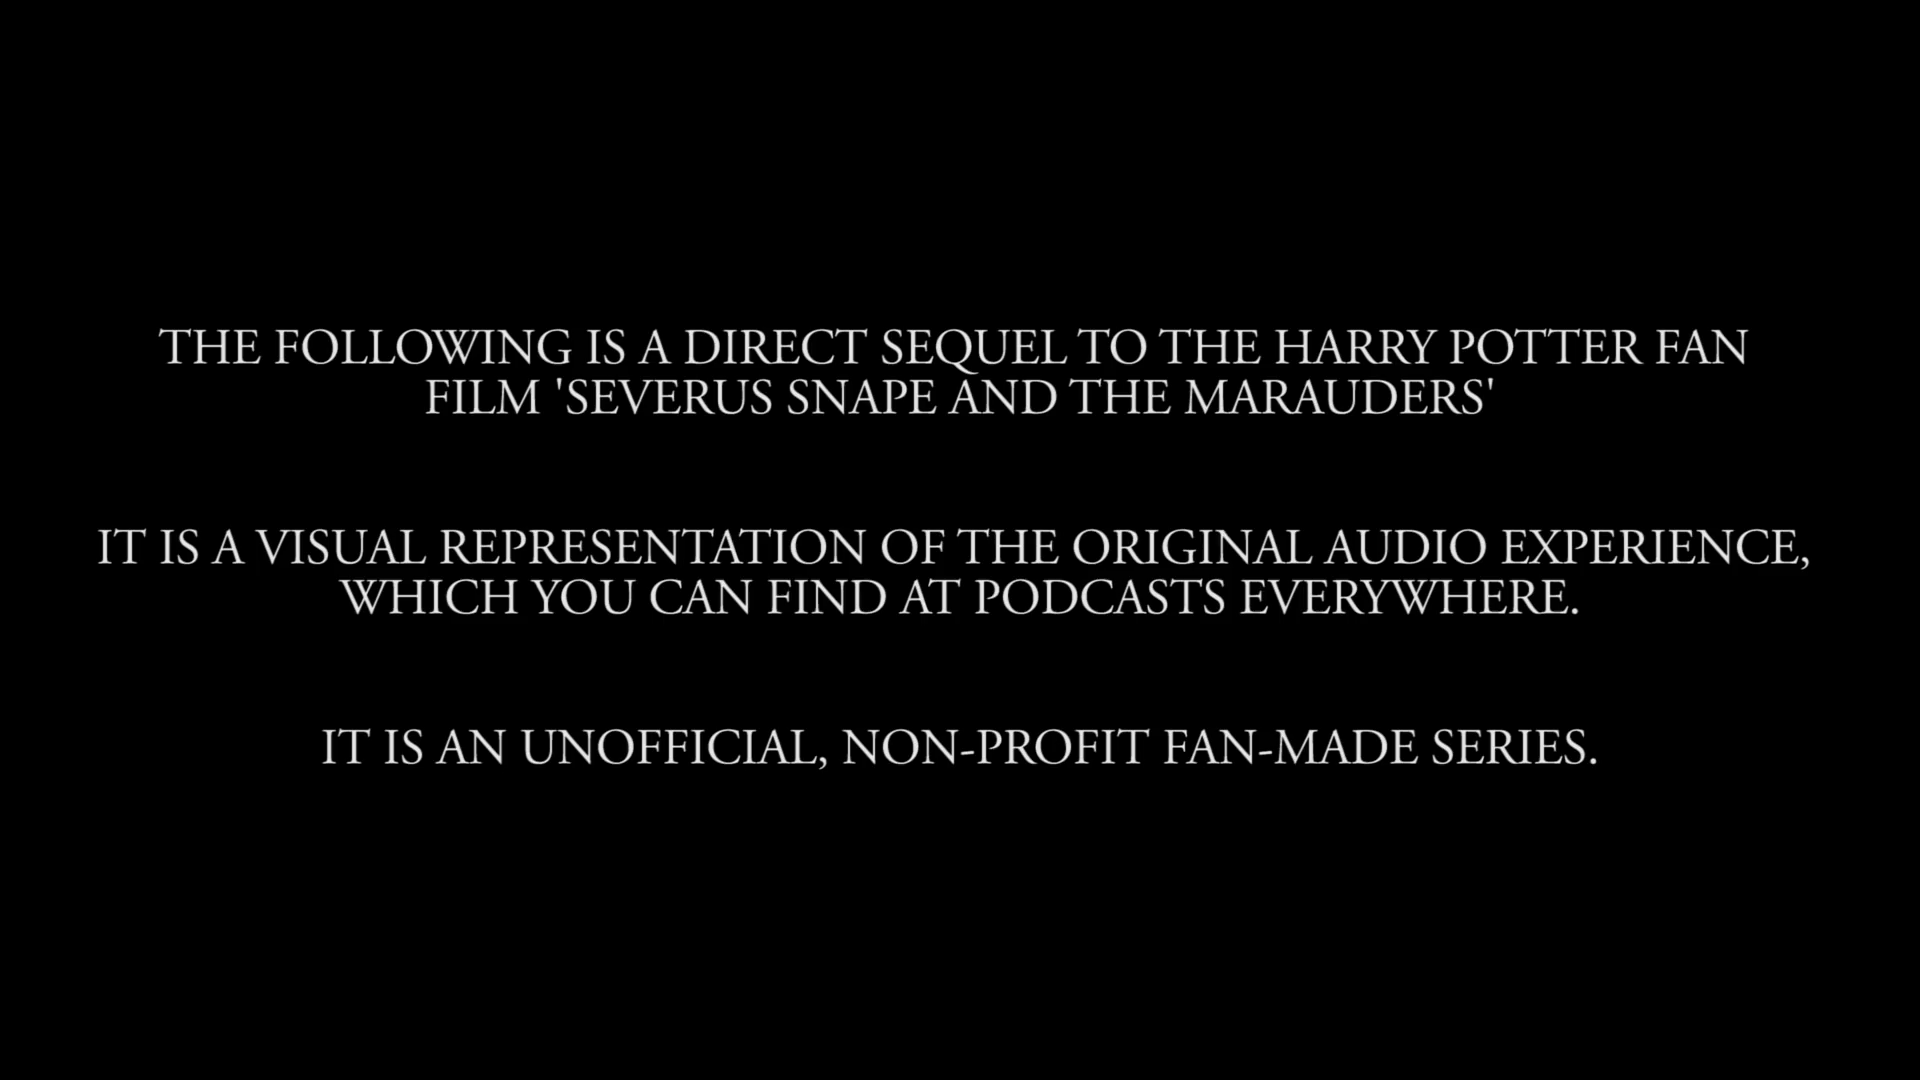 THE FOLLOWING IS A DIRECT SEQUEL TO THE HARRY POTTER FAN
FILM 'SEVERUS SNAPE AND THE MARAUDERS'
IT IS A VISUAL REPRESENTATION OF THE ORIGINAL AUDIO EXPERIENCE,
WHICH YOU CAN FIND AT PODCASTS EVERYWHERE.
IT IS AN UNOFFICIAL, NON-PROFIT FAN-MADE SERIES.